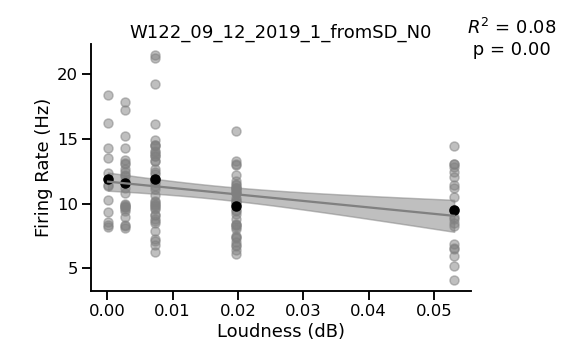 W122_09_12_2019_1_fromSD_N0
R² = 0.08
p = 0.00
Firing Rate (Hz)
20
15
10
5
0.00 0.01 0.02 0.03 0.04 0.05
Loudness (dB)